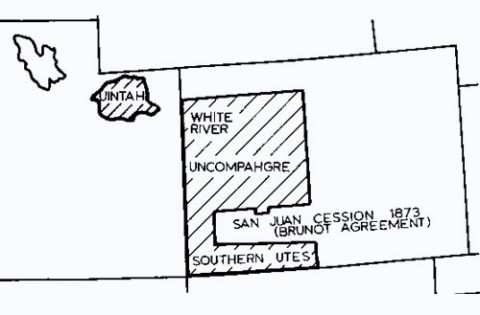 UINTAH
WHITE
RIVER
UNCOMPAHGRE
SAN JUAN CESSION 1873
(BRUNOT AGREEMENT)
SOUTHERN UTES